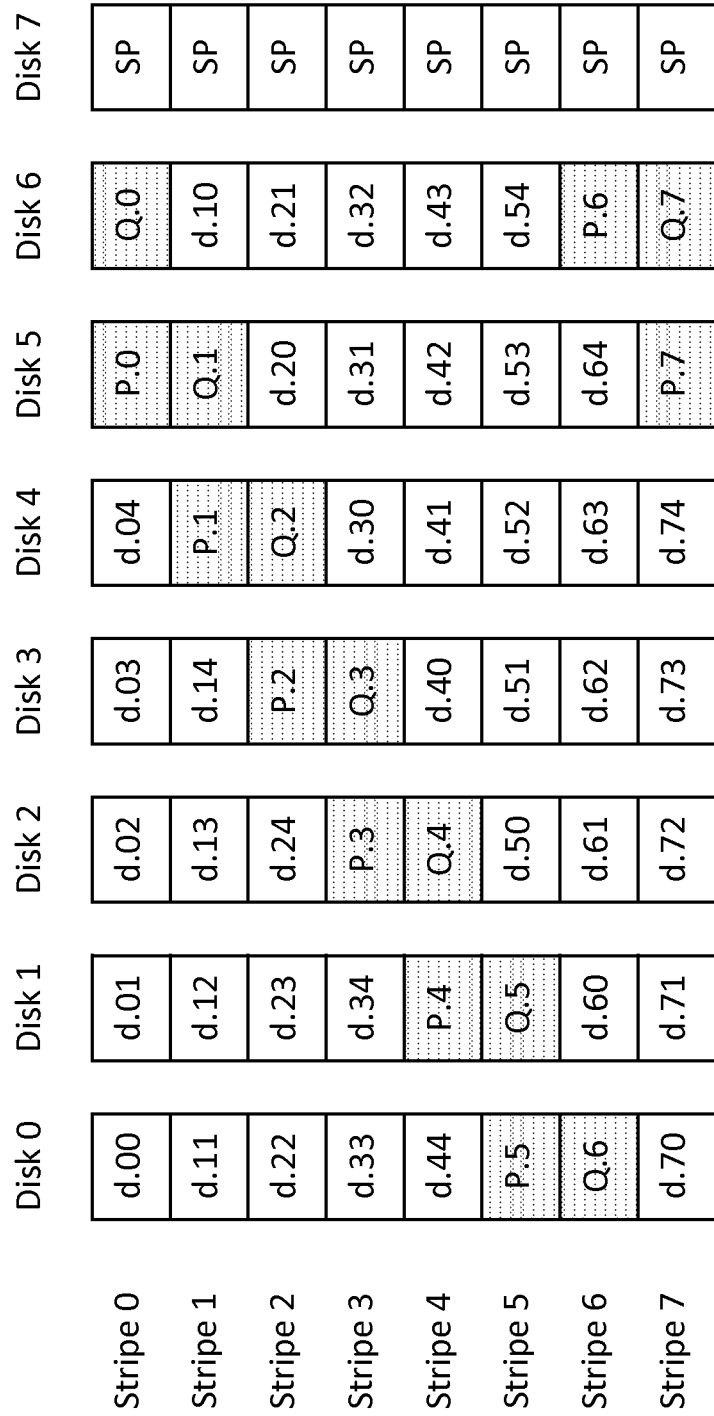 Disk 0 Disk 1 Disk 2 Disk 3 Disk 4 Disk 5 Disk 6 Disk 7
Stripe 0 d.00 d.01 d.02 d.03 d.04 P.0 Q.0 SP
Stripe 1 d.11 d.12 d.13 d.14 P.1 Q.1 d.10 SP
Stripe 2 d.22 d.23 d.24 P.2 Q.2 d.20 d.21 SP
Stripe 3 d.33 d.34 P.3 Q.3 d.30 d.31 d.32 SP
Stripe 4 d.44 P.4 Q.4 d.40 d.41 d.42 d.43 SP
Stripe 5 P.5 Q.5 d.50 d.51 d.52 d.53 d.54 SP
Stripe 6 Q.6 d.60 d.61 d.62 d.63 d.64 P.6 SP
Stripe 7 d.70 d.71 d.72 d.73 d.74 P.7 Q.7 SP